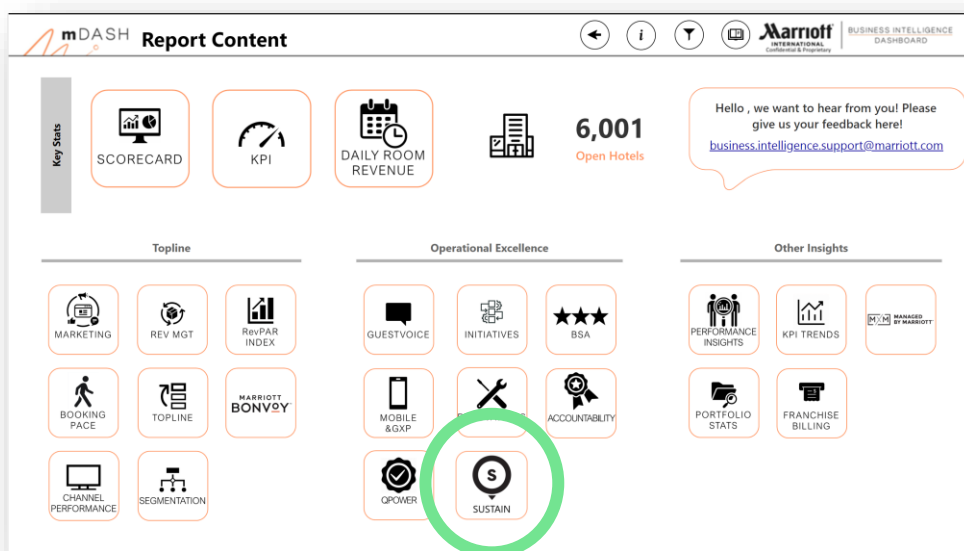 mDASH
Report Content
i
Marriott
INTERNATIONAL
Confidential & Proprietary
BUSINESS INTELLIGENCE
DASHBOARD
Key Stats
SCORECARD
KPI
DAILY ROOM
REVENUE
6,001
Open Hotels
Hello , we want to hear from you! Please
give us your feedback here!
business.intelligence.support@marriott.com
Topline
MARKETING
REV MGT
RevPAR
INDEX
BOOKING
PACE
TOPLINE
MARRIOTT
BONVOY
CHANNEL
PERFORMANCE
SEGMENTATION
Operational Excellence
GUESTVOICE
INITIATIVES
BSA
MOBILE
&GXP
ACCOUNTABILITY
QPOWER
S
SUSTAIN
Other Insights
PERFORMANCE
INSIGHTS
KPI TRENDS
MXM MANAGED
BY MARRIOTT
PORTFOLIO
STATS
FRANCHISE
BILLING